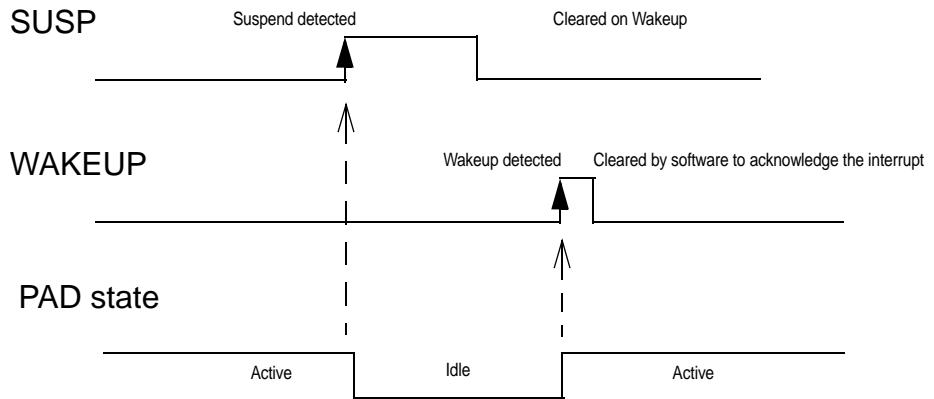 SUSP
Suspend detected
Cleared on Wakeup
WAKEUP
Wakeup detected
Cleared by software to acknowledge the interrupt
PAD state
Active
Idle
Active